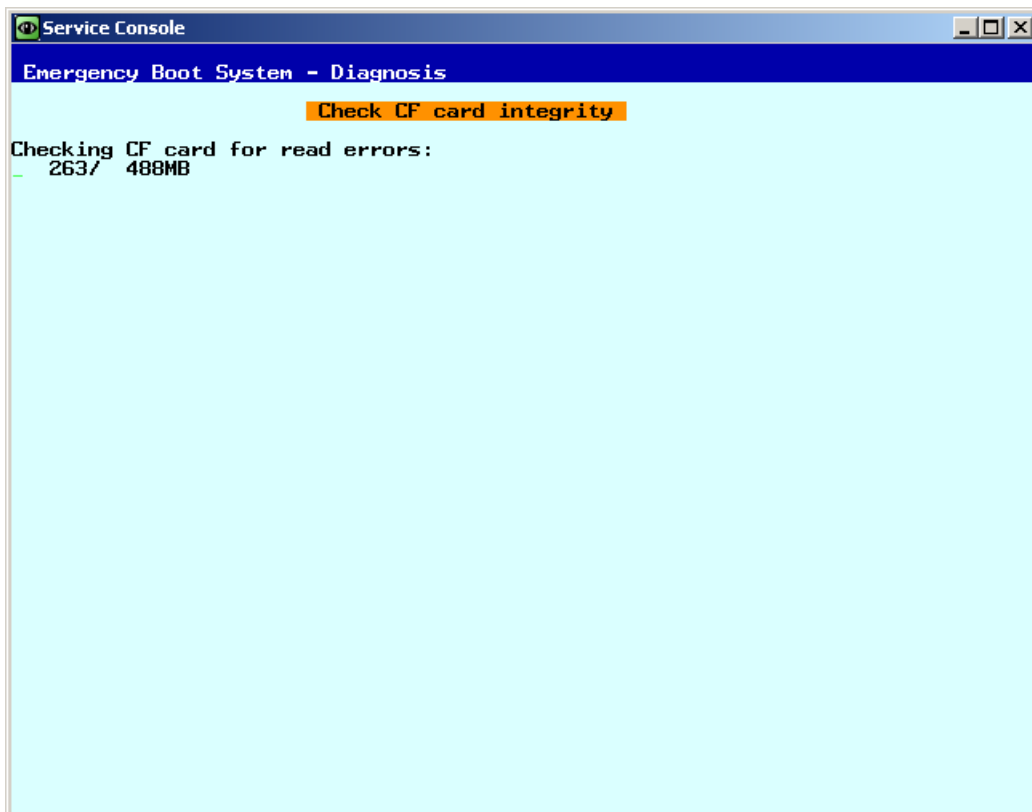 Service Console
Emergency Boot System - Diagnosis
Check CF card integrity
Checking CF card for read errors:
_  263/  488MB